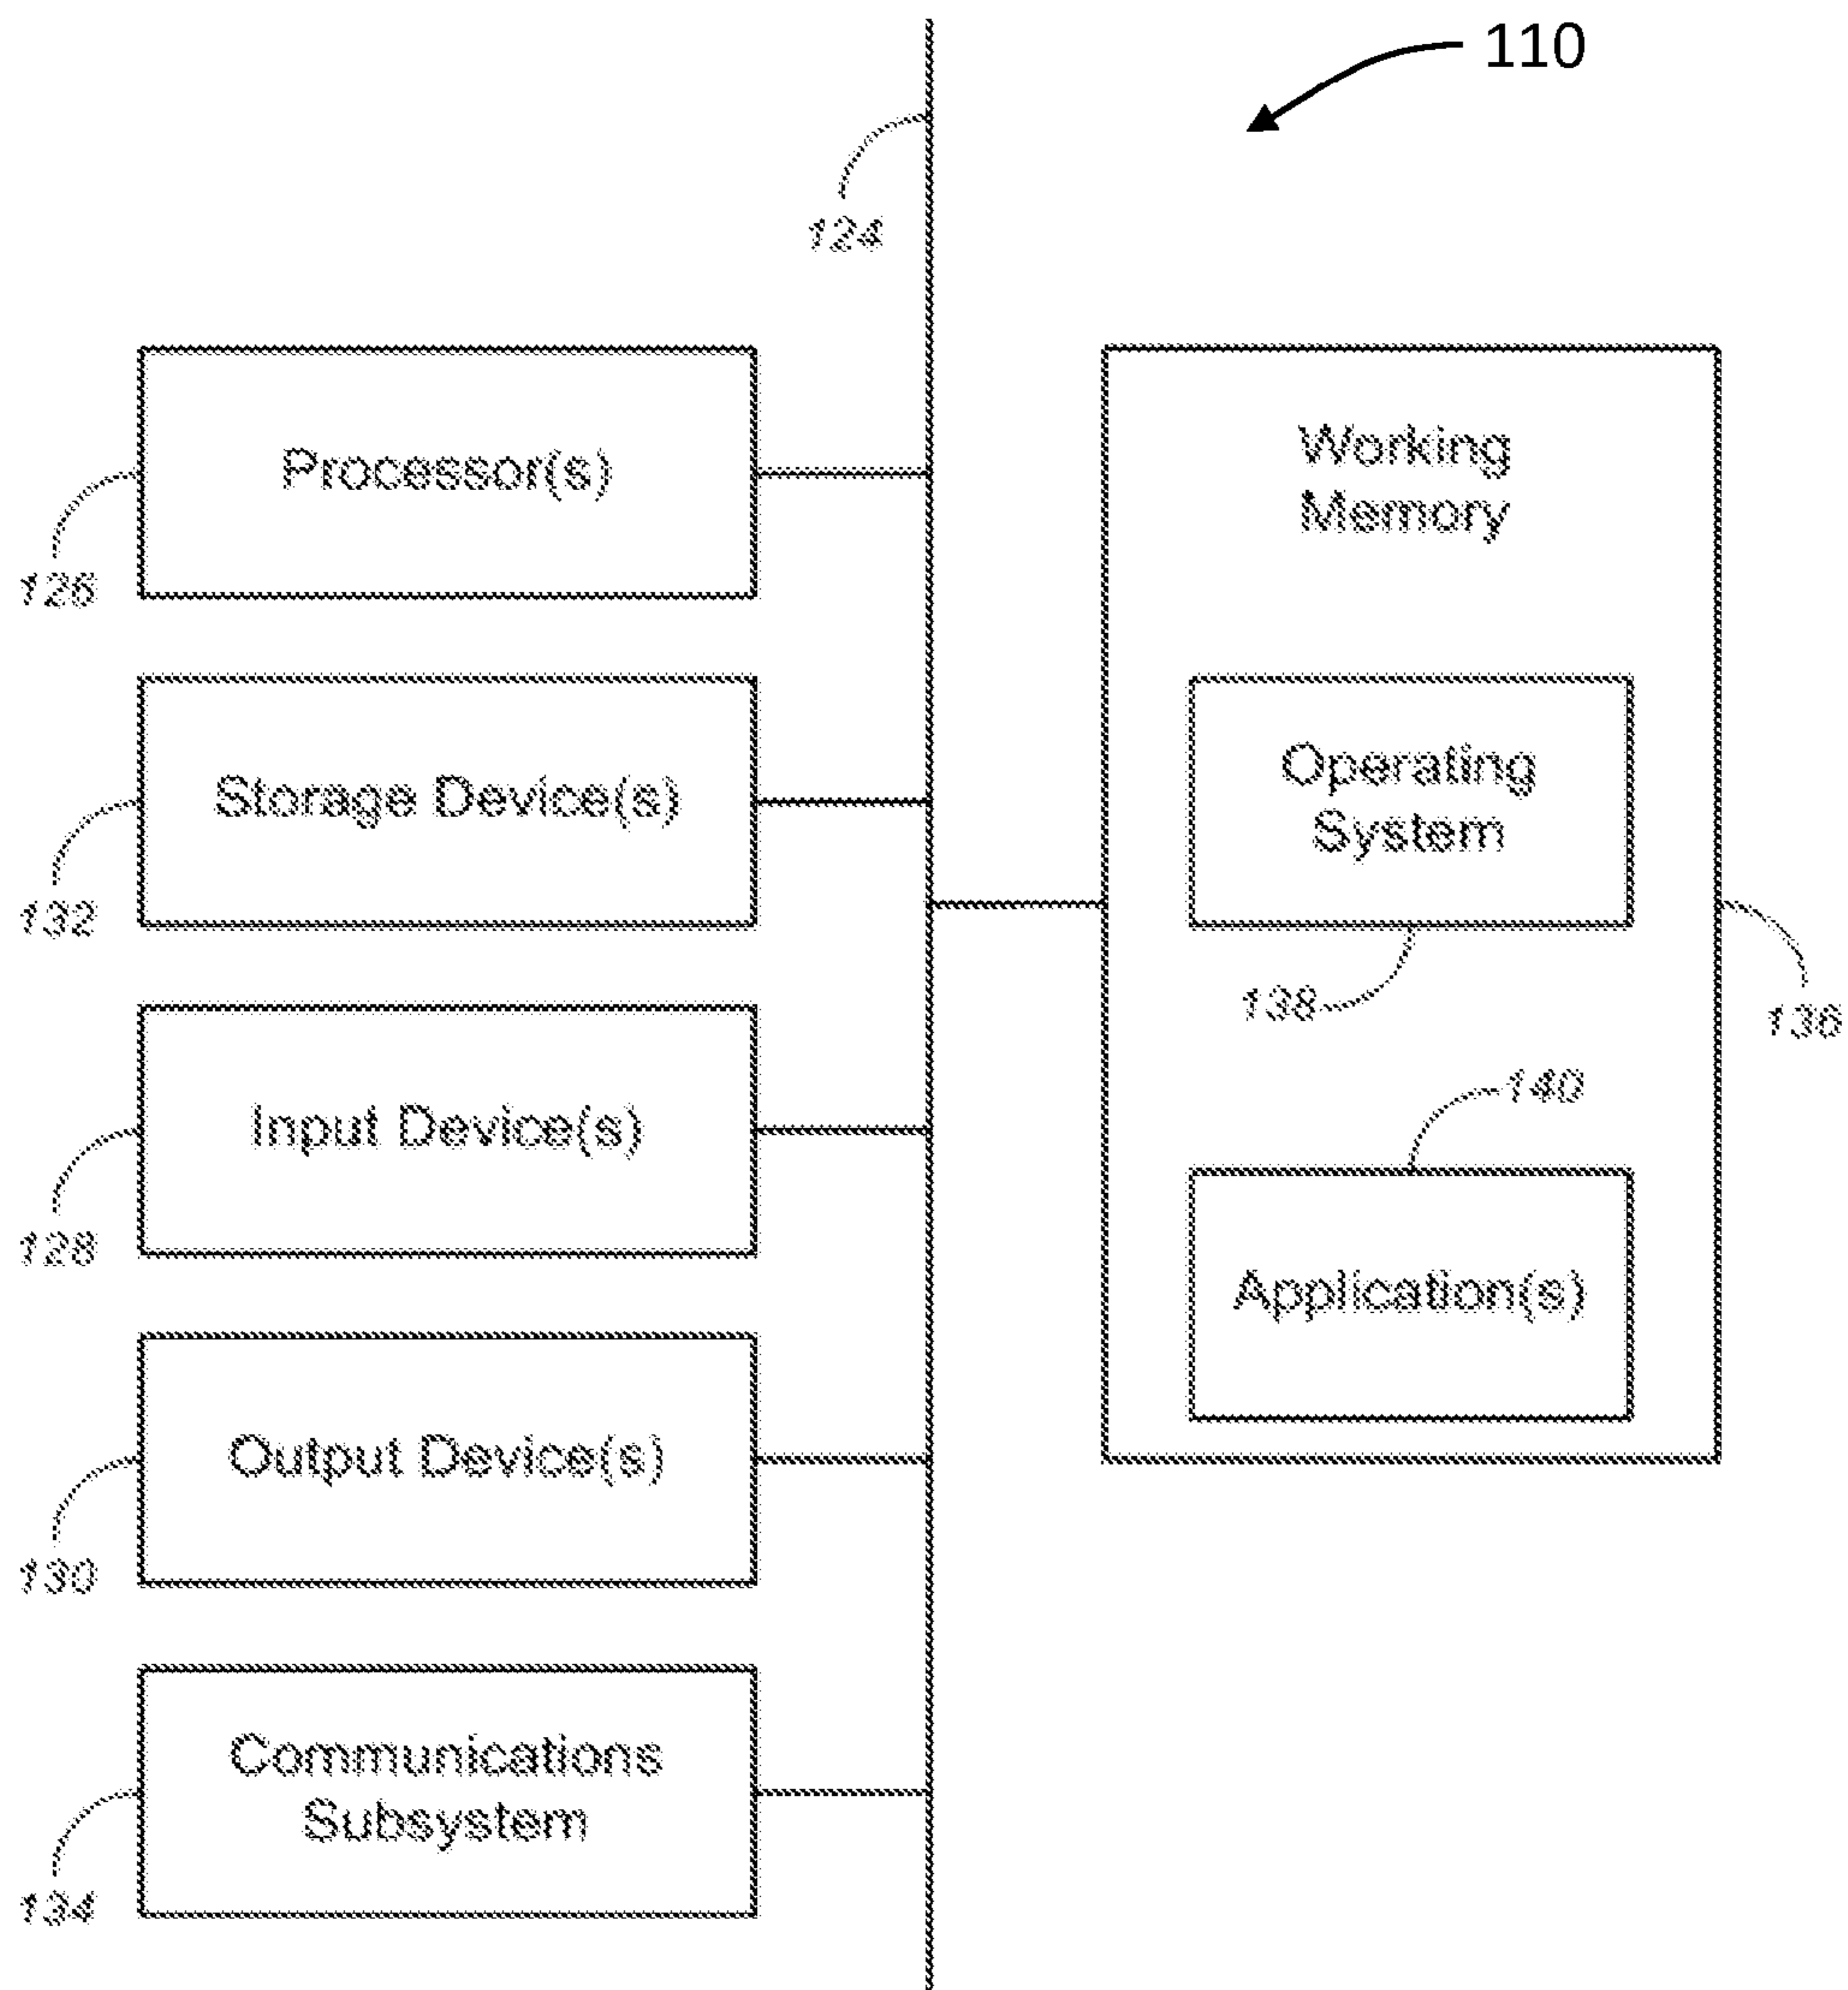 110
124
Processor(s)
126
Storage Device(s)
132
Input Device(s)
128
Output Device(s)
130
Communications
Subsystem
134
Working
Memory
Operating
System
138
136
140
Application(s)